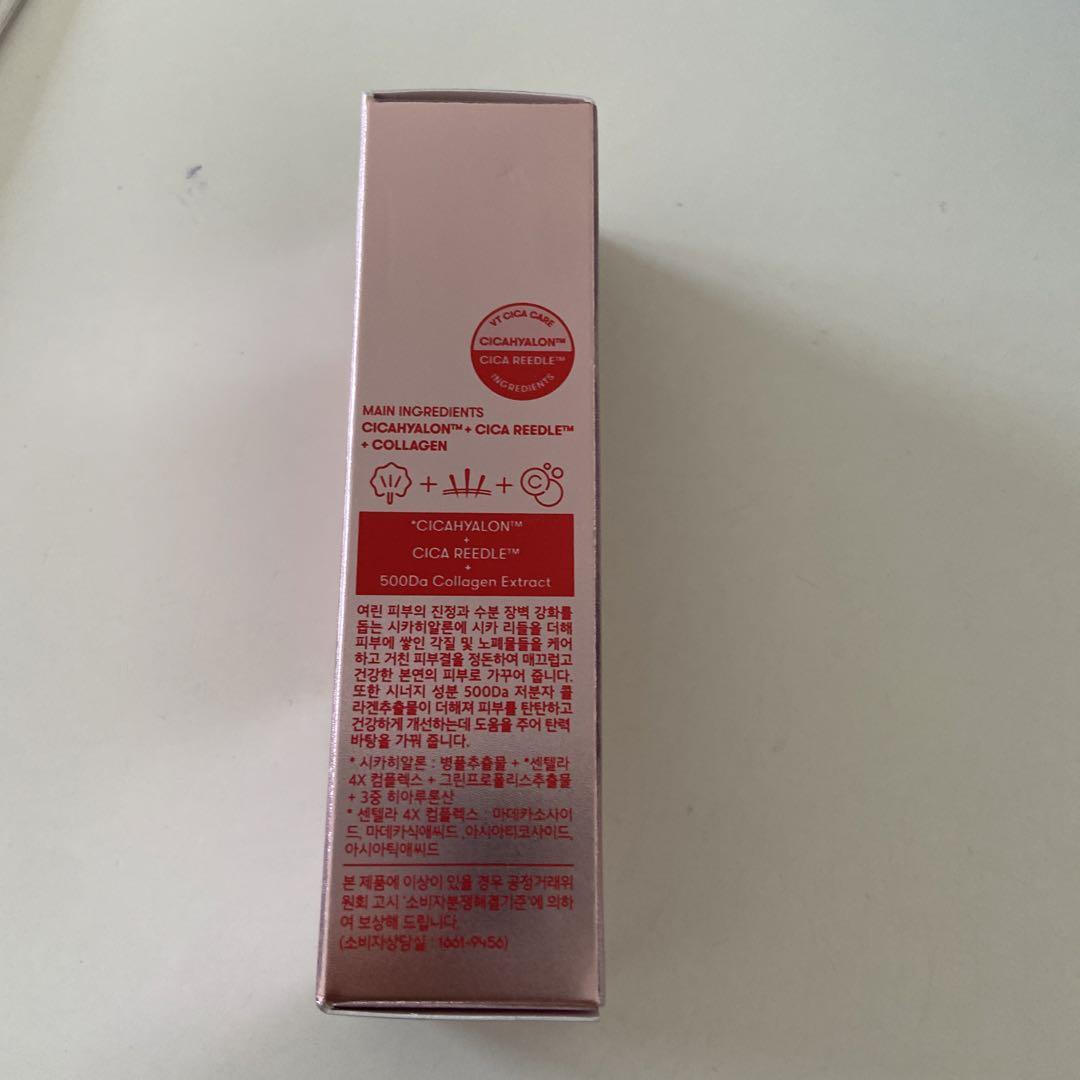 VT CICA CARE
CICAHYALON™
CICA REEDLE™
INGREDIENTS
MAIN INGREDIENTS
CICAHYALON™ + CICA REEDLE™
+ COLLAGEN
+ +
*CICAHYALON™
+
CICA REEDLE™
+
500Da Collagen Extract
여린 피부의 진정과 수분 장벽 강화를
돕는 시카히알론에 시카 리들을 더해
피부에 쌓인 각질 및 노폐물들을 케어
하고 거친 피부결을 정돈하여 매끄럽고
건강한 본연의 피부로 가꾸어 줍니다.
또한 시너지 성분 500Da 저분자 콜
라겐추출물이 더해져 피부를 탄탄하고
건강하게 개선하는데 도움을 주어 탄력
바탕을 가꿔 줍니다.
* 시카히알론 : 병풀추출물 + *센텔라
4X 컴플렉스 + 그린프로폴리스추출물
+ 3중 히아루론산
* 센텔라 4X 컴플렉스 : 마데카소사이
드, 마데카식애씨드, 아시아티코사이드,
아시아틱애씨드
본 제품에 이상이 있을 경우 공정거래위
원회 고시 '소비자분쟁해결기준'에 의하
여 보상해 드립니다.
(소비자상담실 : 1661-9456)